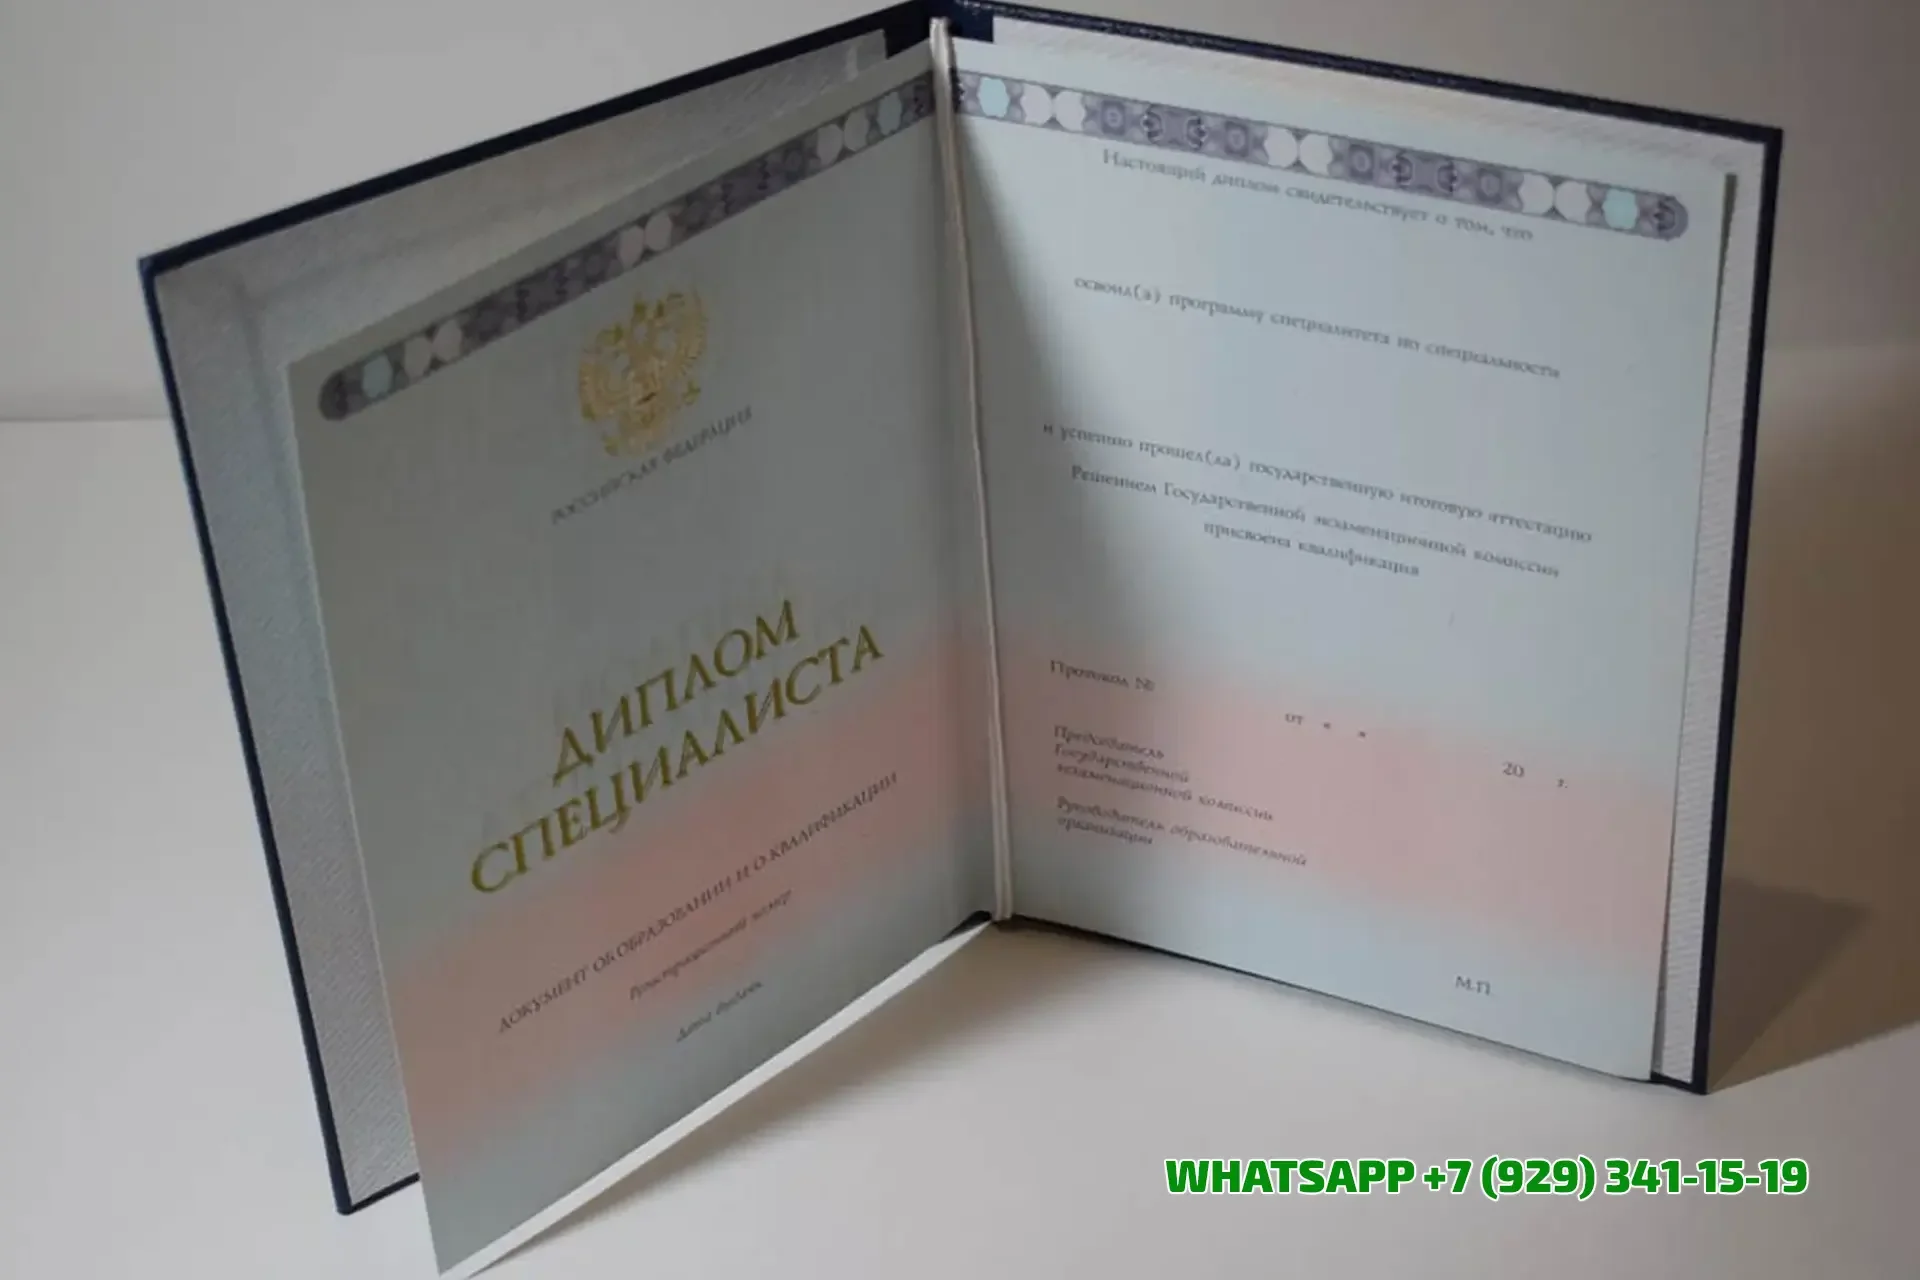 РОССИЙСКАЯ ФЕДЕРАЦИЯ
ДИПЛОМ
СПЕЦИАЛИСТА
ДОКУМЕНТ ОБ ОБРАЗОВАНИИ И О КВАЛИФИКАЦИИ
Регистрационный номер
Дата выдачи
Настоящий диплом свидетельствует о том, что
освоил(а) программу специалитета по специальности
и успешно прошел(ла) государственную итоговую аттестацию
Решением Государственной экзаменационной комиссии
присвоена квалификация
Протокол №
от « » 20 г.
Председатель
Государственной
экзаменационной комиссии
Руководитель образовательной
организации
М.П.
WHATSAPP +7 (929) 341-15-19